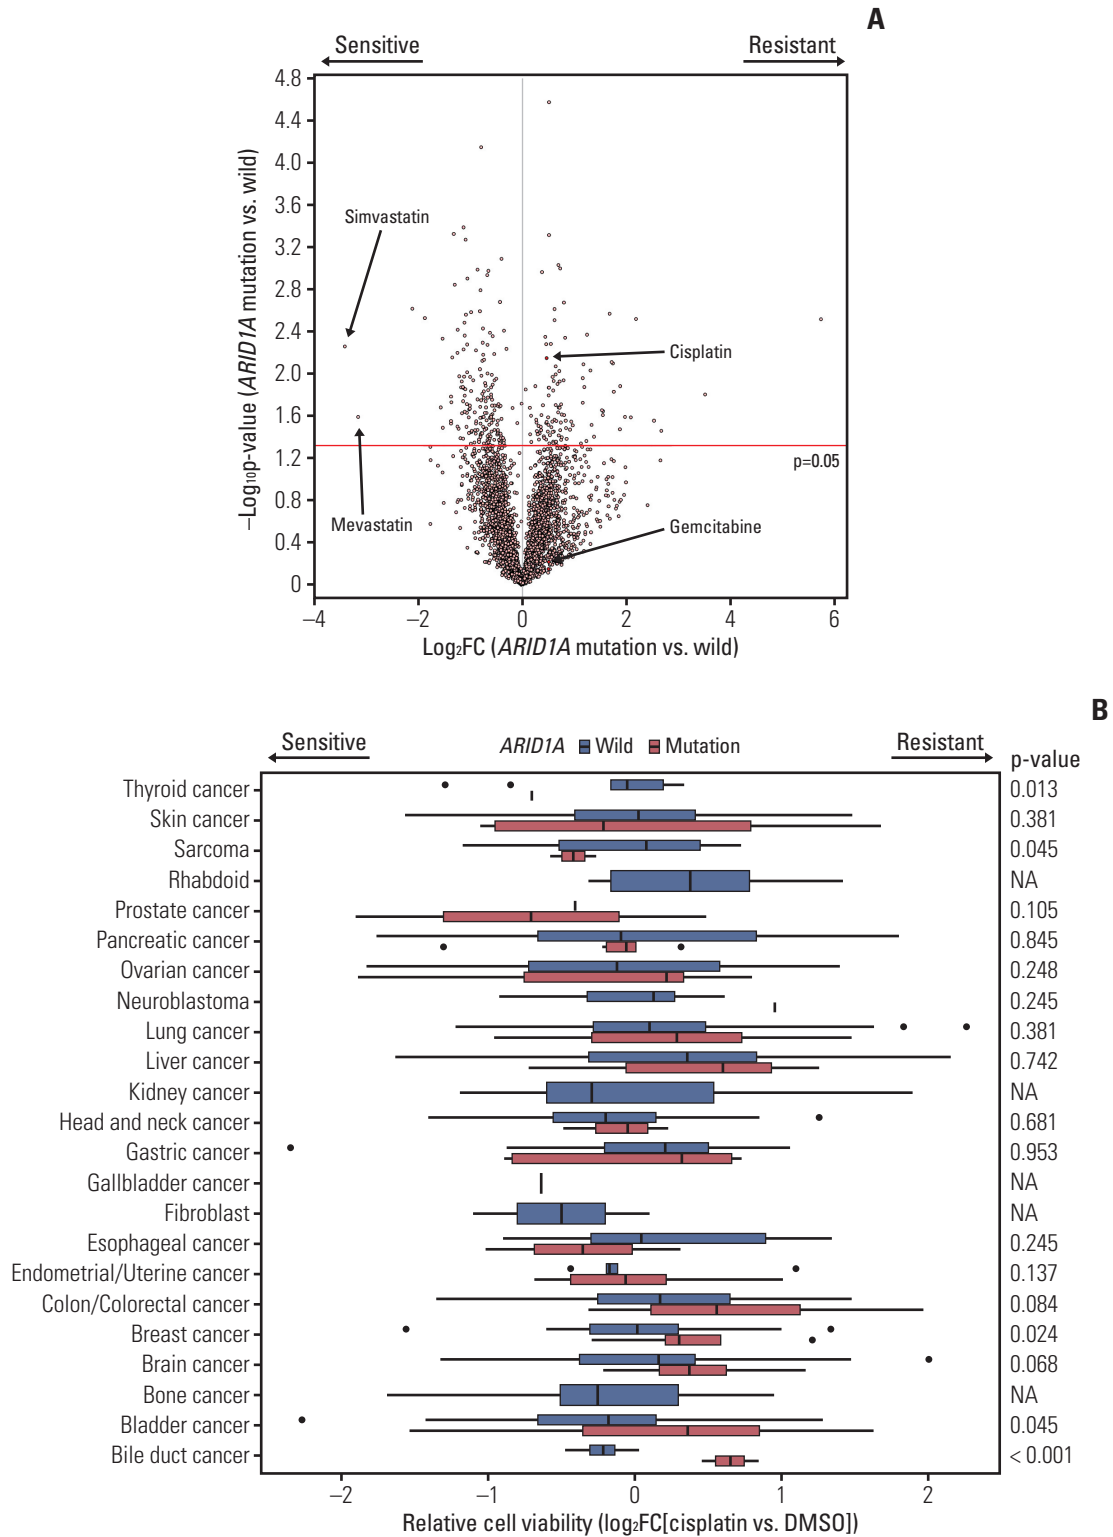 A
Sensitive
Resistant
4.8
4.4
4.0
3.6
3.2
2.8
2.4
2.0
1.6
1.2
0.8
0.4
0
−Log₁₀p-value (ARID1A mutation vs. wild)
Simvastatin
Cisplatin
p=0.05
Mevastatin
Gemcitabine
−4 −2 0 2 4 6
Log₂FC (ARID1A mutation vs. wild)
B
Sensitive
ARID1A Wild Mutation
Resistant
p-value
Thyroid cancer 0.013
Skin cancer 0.381
Sarcoma 0.045
Rhabdoid NA
Prostate cancer 0.105
Pancreatic cancer 0.845
Ovarian cancer 0.248
Neuroblastoma 0.245
Lung cancer 0.381
Liver cancer 0.742
Kidney cancer NA
Head and neck cancer 0.681
Gastric cancer 0.953
Gallbladder cancer NA
Fibroblast NA
Esophageal cancer 0.245
Endometrial/Uterine cancer 0.137
Colon/Colorectal cancer 0.084
Breast cancer 0.024
Brain cancer 0.068
Bone cancer NA
Bladder cancer 0.045
Bile duct cancer < 0.001
−2 −1 0 1 2
Relative cell viability (log₂FC[cisplatin vs. DMSO])